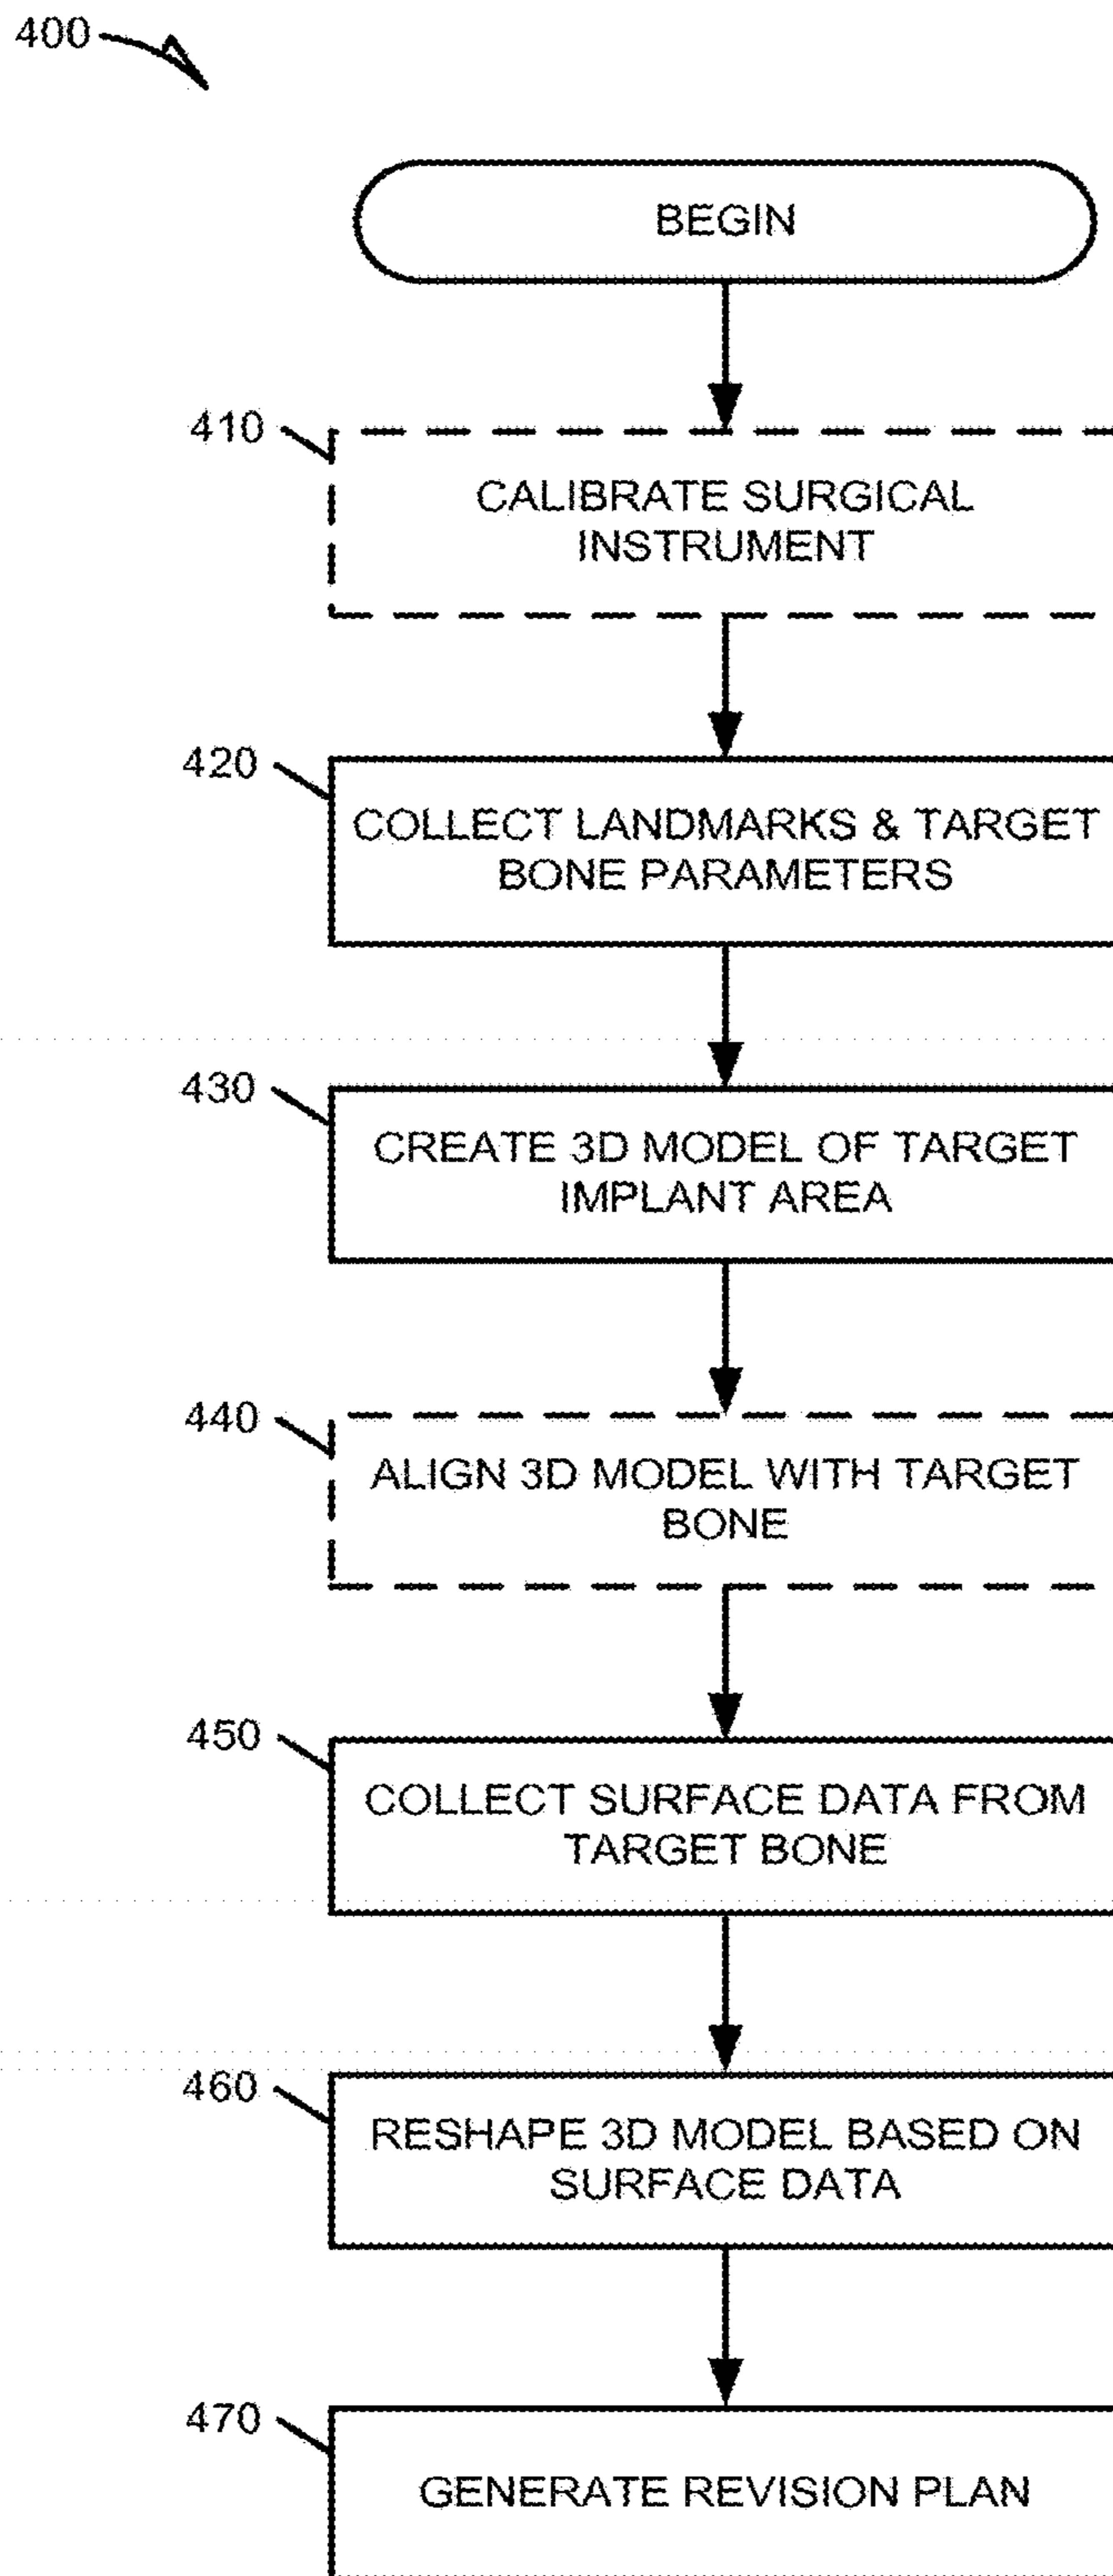 400
BEGIN
410
CALIBRATE SURGICAL
INSTRUMENT
420
COLLECT LANDMARKS & TARGET
BONE PARAMETERS
430
CREATE 3D MODEL OF TARGET
IMPLANT AREA
440
ALIGN 3D MODEL WITH TARGET
BONE
450
COLLECT SURFACE DATA FROM
TARGET BONE
460
RESHAPE 3D MODEL BASED ON
SURFACE DATA
470
GENERATE REVISION PLAN